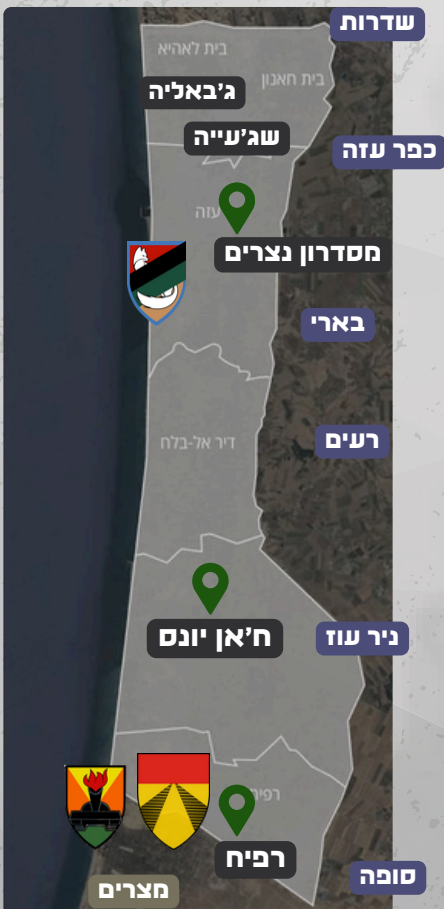 שדרות
בית לאהיא
בית חאנון
ג'באליה
שג'עייה
כפר עזה
עזה
מסדרון נצרים
בארי
רעים
דיר אל-בלח
ח'אן יונס
ניר עוז
רפיח
רפיח
סופה
מצרים